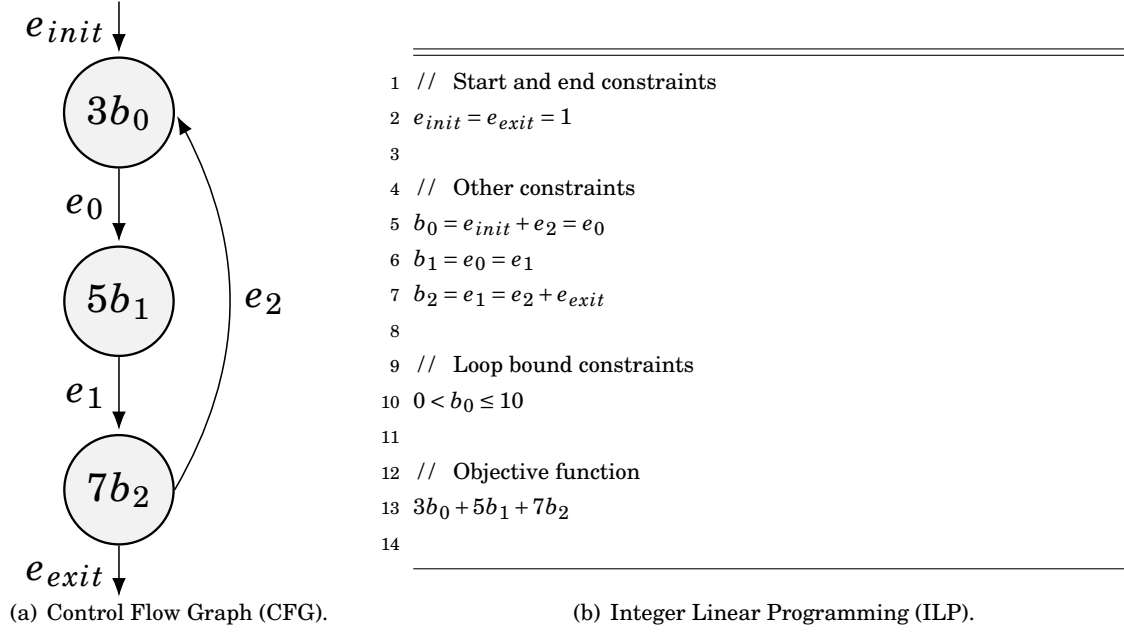 e_init
3b_0
e_0
5b_1
e_2
e_1
7b_2
e_exit
(a) Control Flow Graph (CFG).
1 // Start and end constraints
2 e_init = e_exit = 1
3
4 // Other constraints
5 b_0 = e_init + e_2 = e_0
6 b_1 = e_0 = e_1
7 b_2 = e_1 = e_2 + e_exit
8
9 // Loop bound constraints
10 0 < b_0 ≤ 10
11
12 // Objective function
13 3b_0 + 5b_1 + 7b_2
14
(b) Integer Linear Programming (ILP).